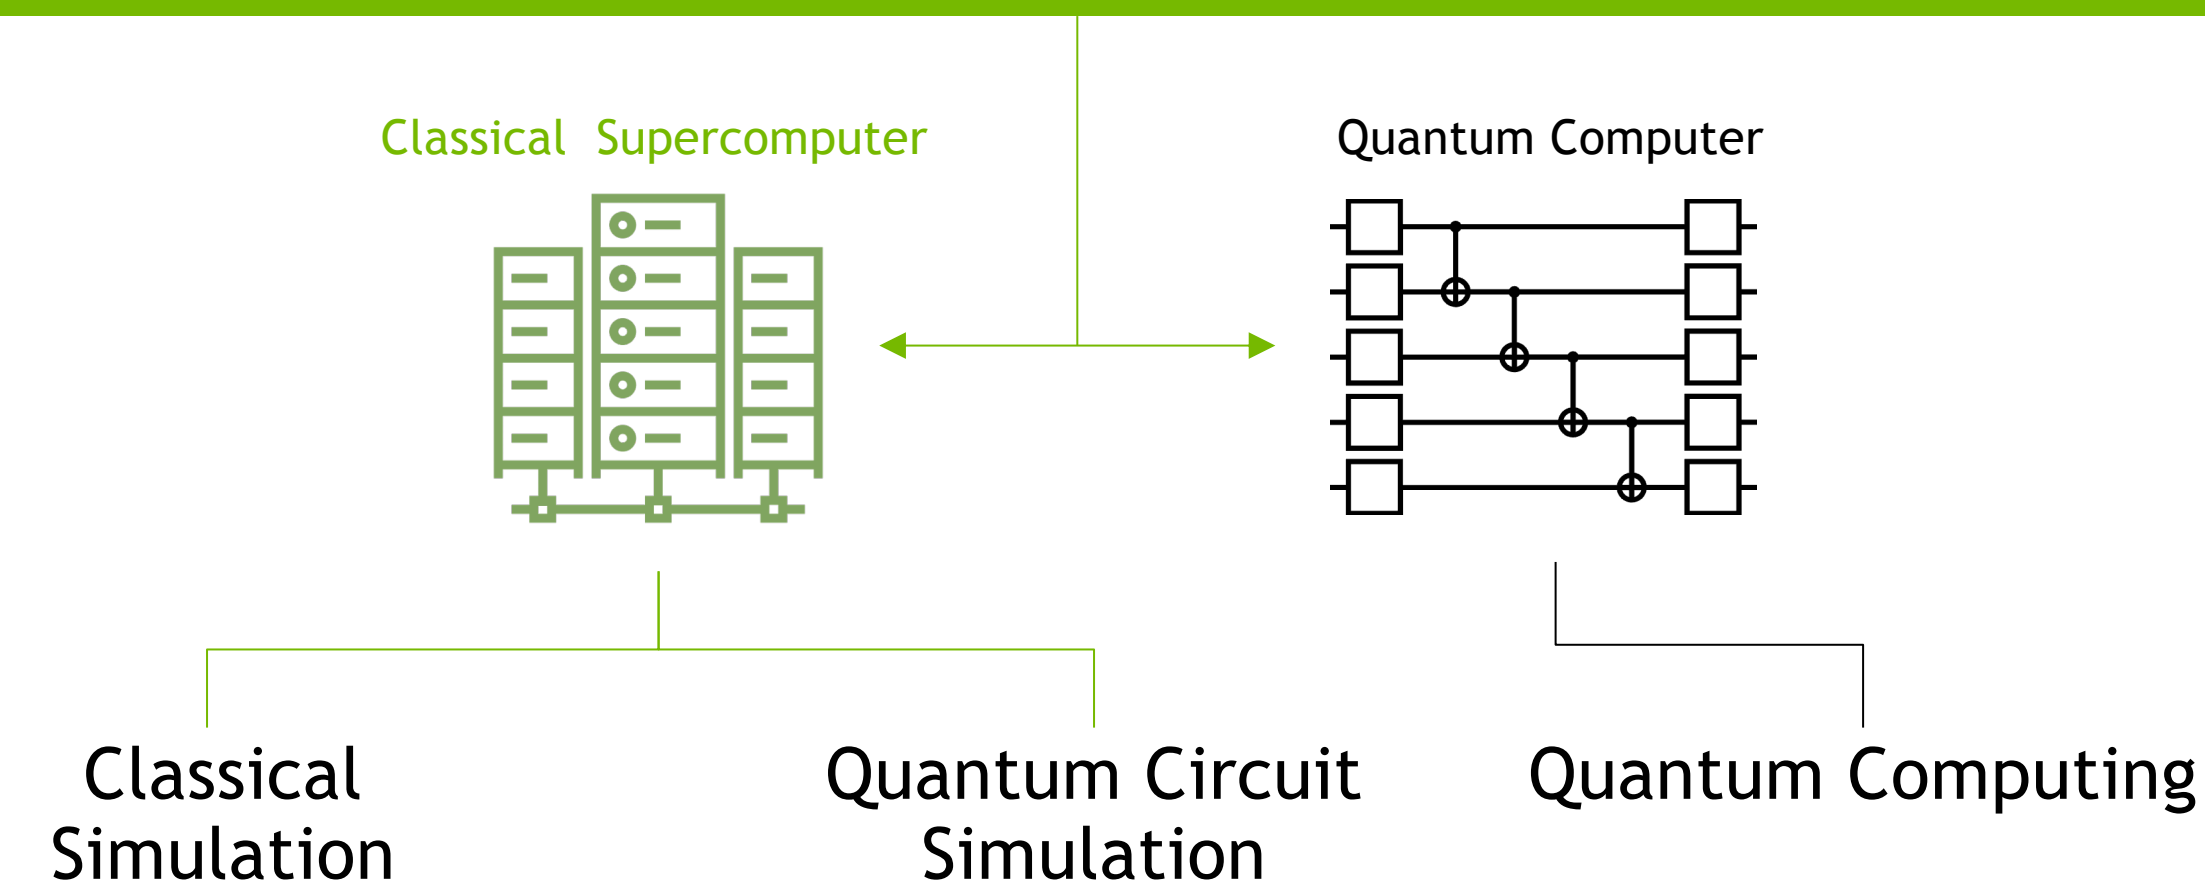 Classical Supercomputer
Quantum Computer
Classical
Simulation
Quantum Circuit
Simulation
Quantum Computing